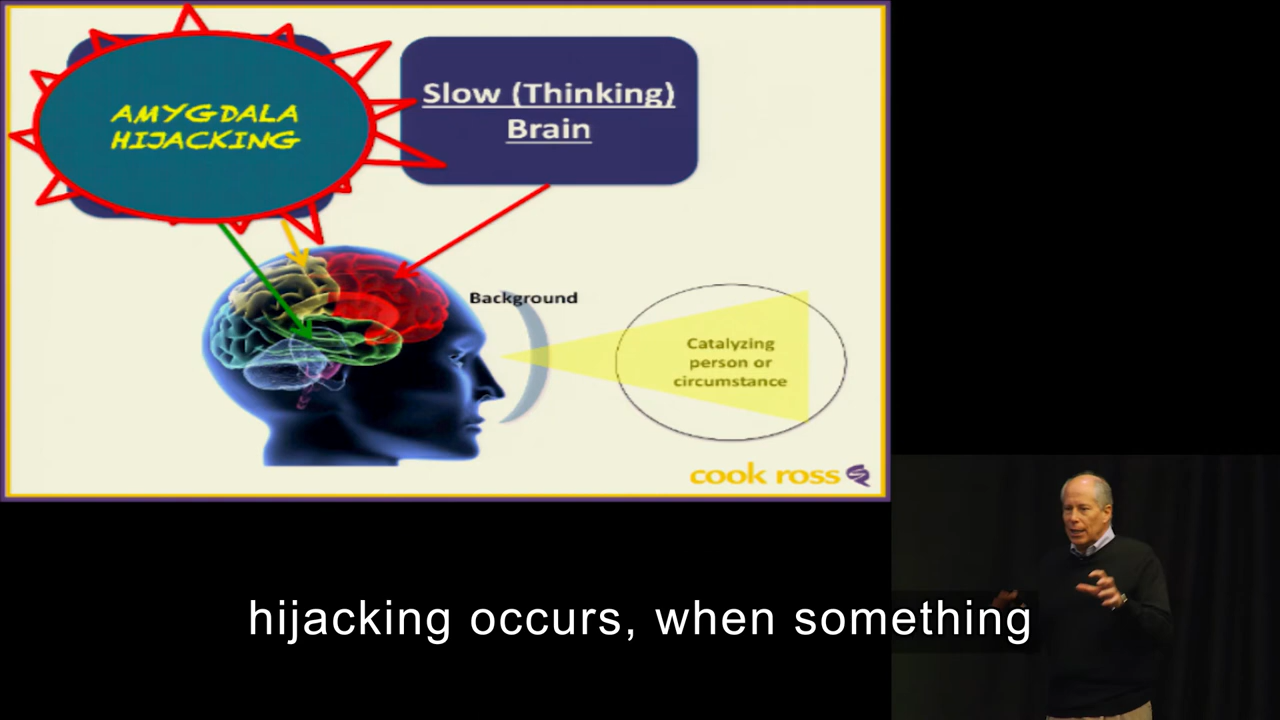 AMYGDALA
HIJACKING
Slow (Thinking)
Brain
Background
Catalyzing
person or
circumstance
cook ross
hijacking occurs, when something